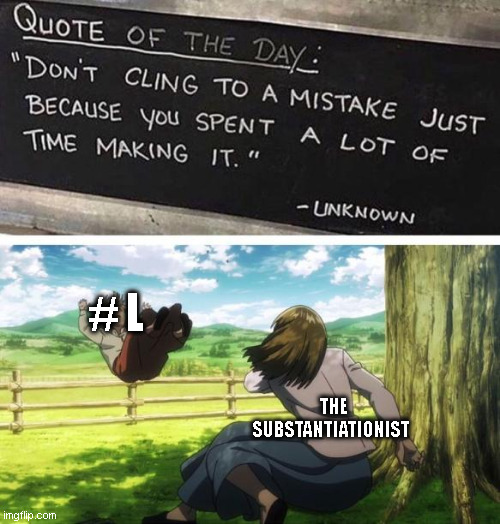 QUOTE OF THE DAY:
"DON'T CLING TO A MISTAKE JUST
BECAUSE YOU SPENT A LOT OF
TIME MAKING IT."
- UNKNOWN
#L
THE
SUBSTANTIATIONIST
imgflip.com